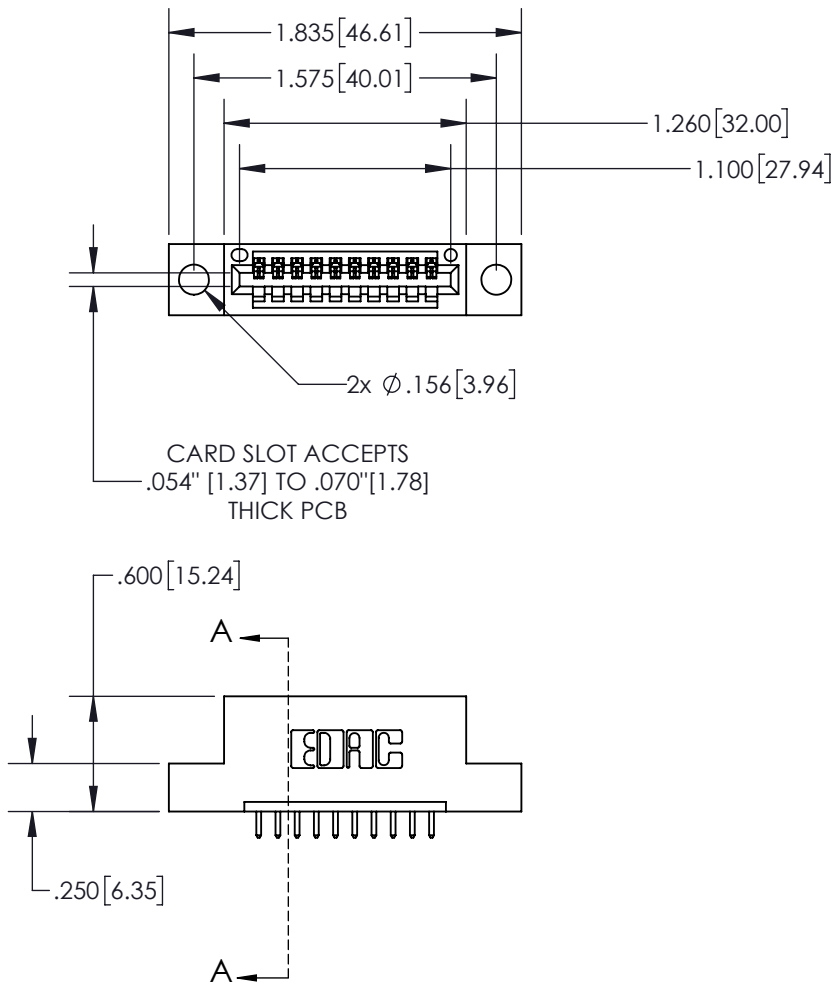 1.835[46.61]
1.575[40.01]
1.260[32.00]
1.100[27.94]
2x ∅.156[3.96]
CARD SLOT ACCEPTS
.054" [1.37] TO .070"[1.78]
THICK PCB
.600[15.24]
A
EDAC
.250[6.35]
A